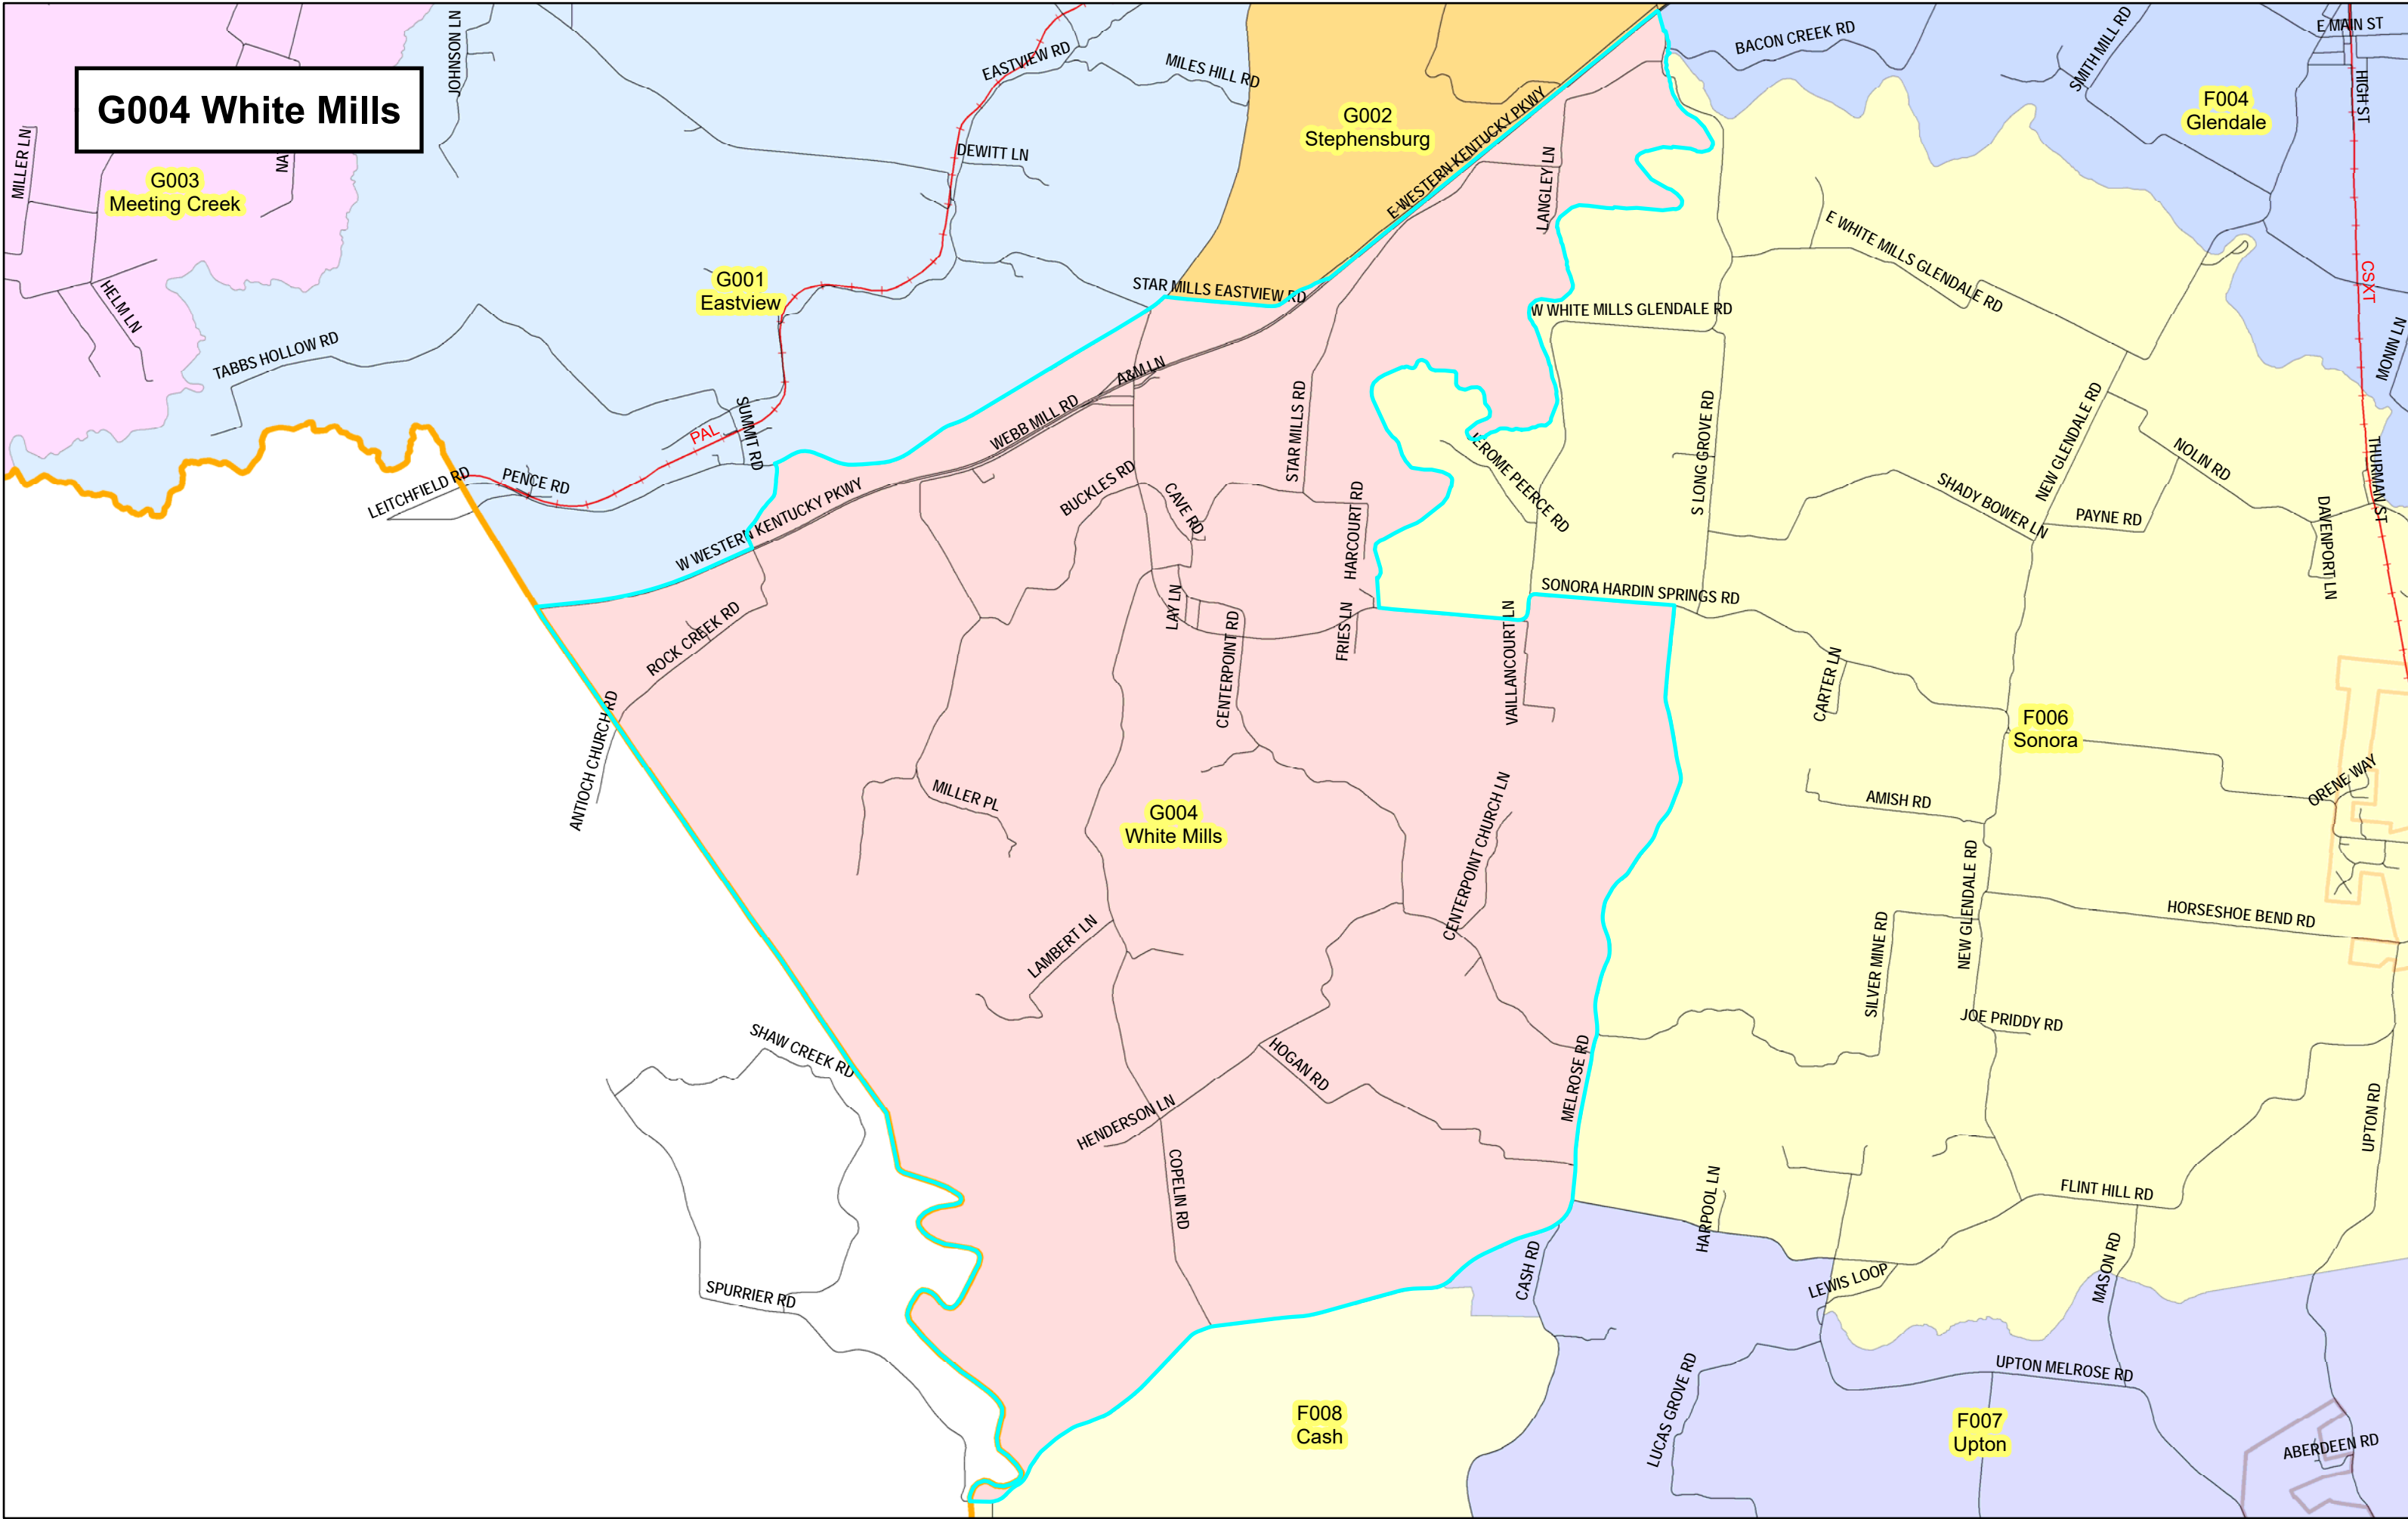 G004 White Mills
JOHNSON LN
EASTVIEW RD
MILES HILL RD
BACON CREEK RD
SMITH MILL RD
E MAIN ST
HIGH ST
G002
Stephensburg
F004
Glendale
MILLER LN
NA
G003
Meeting Creek
DEWITT LN
E WESTERN KENTUCKY PKWY
LANGLEY LN
E WHITE MILLS GLENDALE RD
HELM LN
G001
Eastview
STAR MILLS EASTVIEW RD
W WHITE MILLS GLENDALE RD
CSXT
MONIN LN
TABBS HOLLOW RD
A&M LN
SUMMIT RD
PAL
WEBB MILL RD
STAR MILLS RD
S LONG GROVE RD
NEW GLENDALE RD
NOLIN RD
THURMAN ST
JEROME PEERCE RD
LEITCHFIELD RD
PENCE RD
BUCKLES RD
CAVE RD
HARCOURT RD
SHADY BOWER LN
PAYNE RD
DAVENPORT LN
W WESTERN KENTUCKY PKWY
ROCK CREEK RD
LAY LN
CENTERPOINT RD
FRIES LN
VAILLANCOURT LN
SONORA HARDIN SPRINGS RD
CARTER LN
F006
Sonora
ANTIOCH CHURCH RD
MILLER PL
G004
White Mills
CENTERPOINT CHURCH LN
AMISH RD
ORENE WAY
NEW GLENDALE RD
HORSESHOE BEND RD
LAMBERT LN
SILVER MINE RD
JOE PRIDDY RD
SHAW CREEK RD
HOGAN RD
MELROSE RD
UPTON RD
HENDERSON LN
COPELIN RD
HARPOOL LN
FLINT HILL RD
MASON RD
CASH RD
LEWIS LOOP
SPURRIER RD
LUCAS GROVE RD
UPTON MELROSE RD
F008
Cash
F007
Upton
ABERDEEN RD